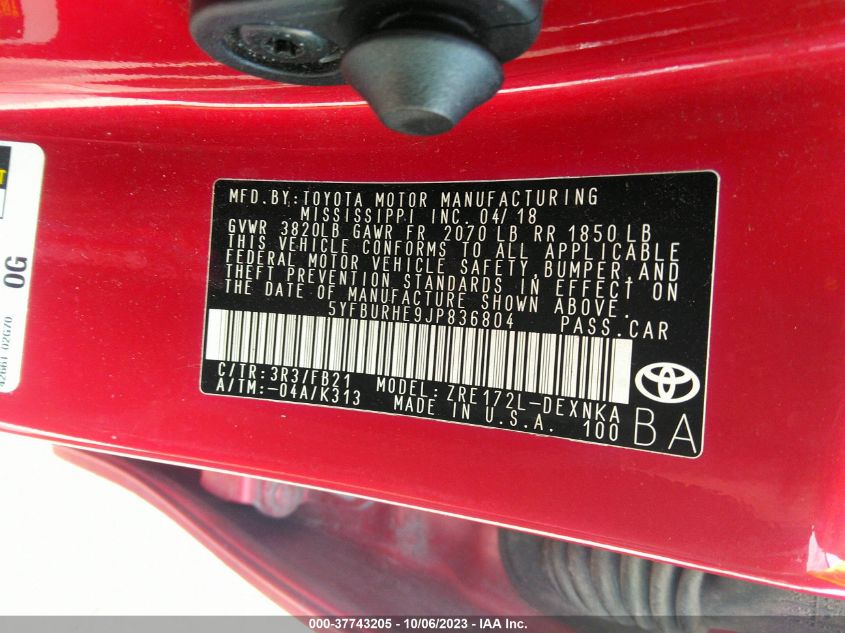 MFD.BY:TOYOTA MOTOR MANUFACTURING
MISSISSIPPI INC. 04/18
GVWR 3820LB GAWR FR 2070 LB RR 1850 LB
THIS VEHICLE CONFORMS TO ALL APPLICABLE
FEDERAL MOTOR VEHICLE SAFETY,BUMPER,AND
THEFT PREVENTION STANDARDS IN EFFECT ON
THE DATE OF MANUFACTURE SHOWN ABOVE.
5YFBURHE9JP836804 PASS.CAR
C/TR:3R3/FB21 MODEL:ZRE172L-DEXNKA
A/TM:-04A/K313 MADE IN U.S.A. 100
BA
0G
42661 02G70
000-37743205 - 10/06/2023 - IAA Inc.